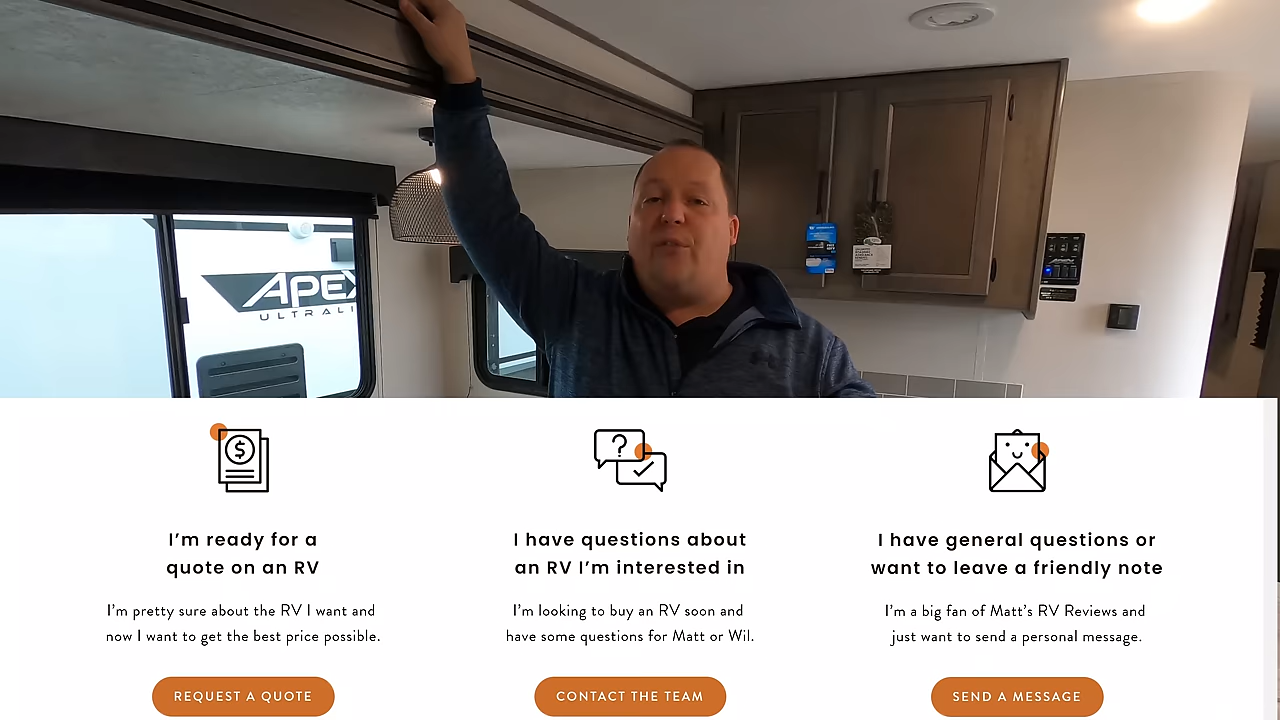 APEX
ULTRALI
I'm ready for a
quote on an RV
I'm pretty sure about the RV I want and
now I want to get the best price possible.
REQUEST A QUOTE
I have questions about
an RV I'm interested in
I'm looking to buy an RV soon and
have some questions for Matt or Wil.
CONTACT THE TEAM
I have general questions or
want to leave a friendly note
I'm a big fan of Matt's RV Reviews and
just want to send a personal message.
SEND A MESSAGE